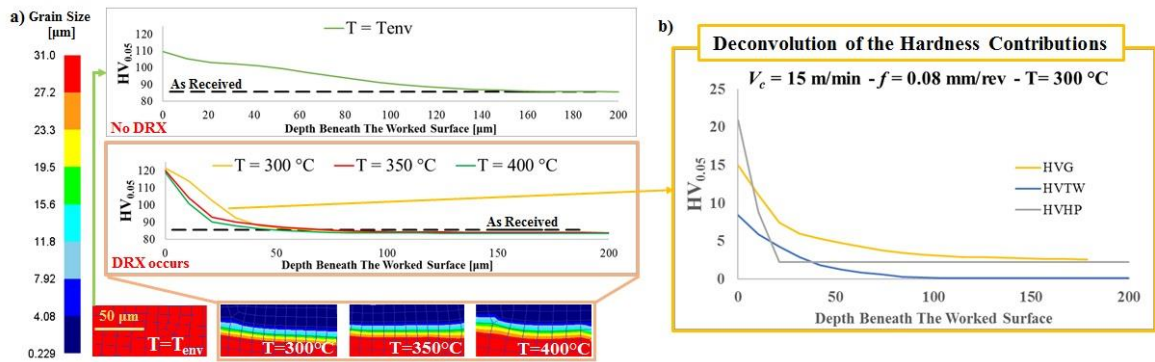 a) Grain Size
[µm]
31.0
27.2
23.3
19.5
15.6
11.8
7.92
4.08
0.229
T = Tenv
HV0.05
120
110
100
90
80
As Received
0 20 40 60 80 100 120 140 160 180 200
No DRX
Depth Beneath The Worked Surface [µm]
T = 300 °C T = 350 °C T = 400 °C
HV0.05
120
110
100
90
80
As Received
0 50 100 150 200
DRX occurs
Depth Beneath The Worked Surface [µm]
50 µm
T=Tenv
T=300°C
T=350°C
T=400°C
b)
Deconvolution of the Hardness Contributions
Vc = 15 m/min - f = 0.08 mm/rev - T= 300 °C
HV0.05
25
20
15
10
5
0
HVG
HVTW
HVHP
0 50 100 150 200
Depth Beneath The Worked Surface